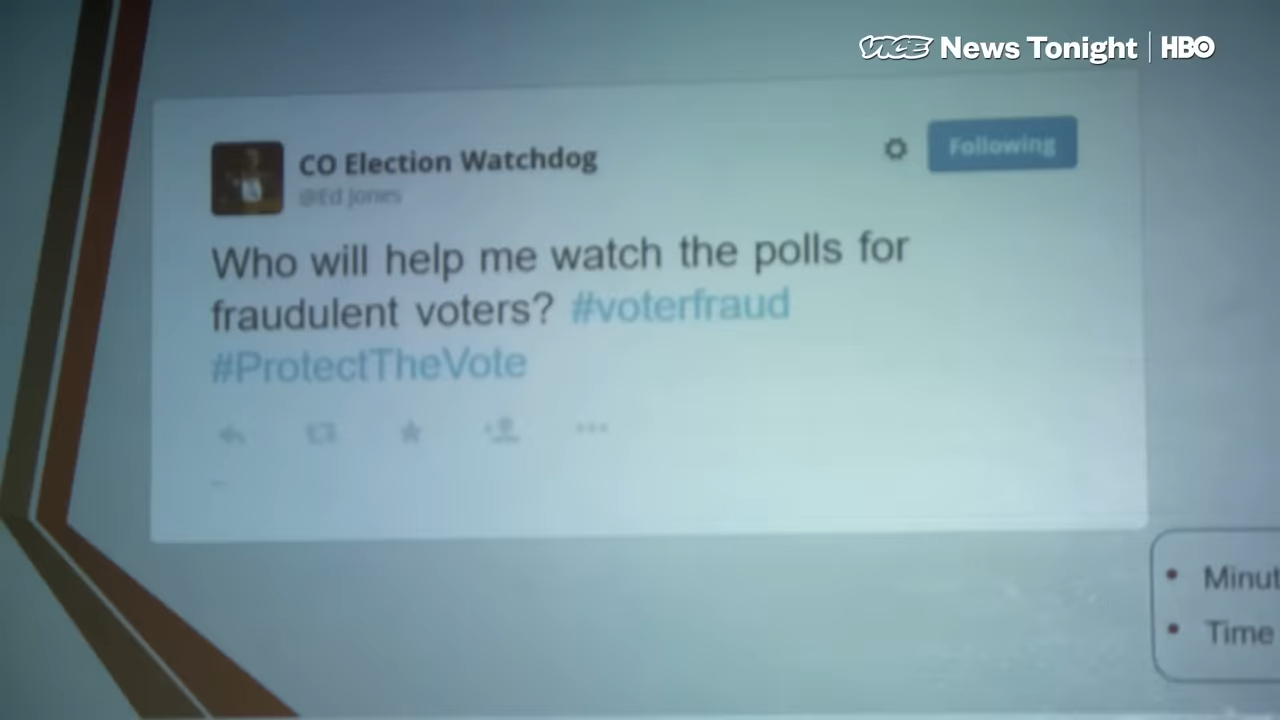 VICE News Tonight | HBO
CO Election Watchdog
@Ed Jones
Following
Who will help me watch the polls for
fraudulent voters? #voterfraud
#ProtectTheVote
• Minut
• Time